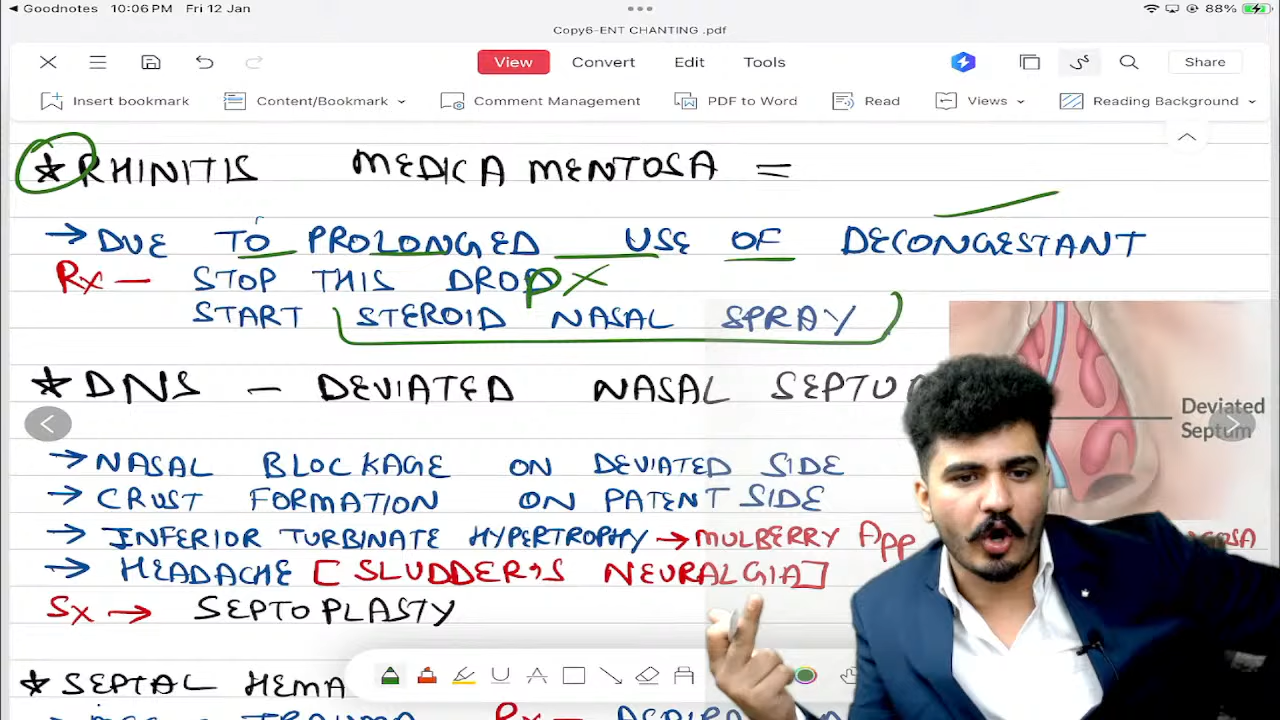 Goodnotes 10:06 PM Fri 12 Jan 88%
Copy6-ENT CHANTING .pdf
View Convert Edit Tools Share
Insert bookmark Content/Bookmark Comment Management PDF to Word Read Views Reading Background
★ RHINITIS MEDICAMENTOSA =
→ DUE TO PROLONGED USE OF DECONGESTANT
Rx — STOP THIS DROP X
START STEROID NASAL SPRAY
★ DNS — DEVIATED NASAL SEPTU
Deviated
Septum
→ NASAL BLOCKAGE ON DEVIATED SIDE
→ CRUST FORMATION ON PATENT SIDE
→ INFERIOR TURBINATE HYPERTROPHY → MULBERRY App
→ HEADACHE [SLUDDER'S NEURALGIA]
Sx → SEPTOPLASTY
★ SEPTAL HEMA
TRAUMA Rx —